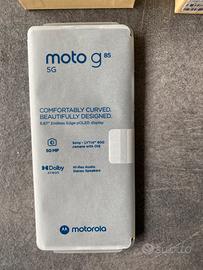 moto g 85
5G
COMFORTABLY CURVED.
BEAUTIFULLY DESIGNED.
6,67" Endless Edge pOLED display
50 MP
Sony - LYTIA™ 600
camera with OIS
Dolby
ATMOS
Hi-Res Audio
Stereo Speakers
motorola
subito